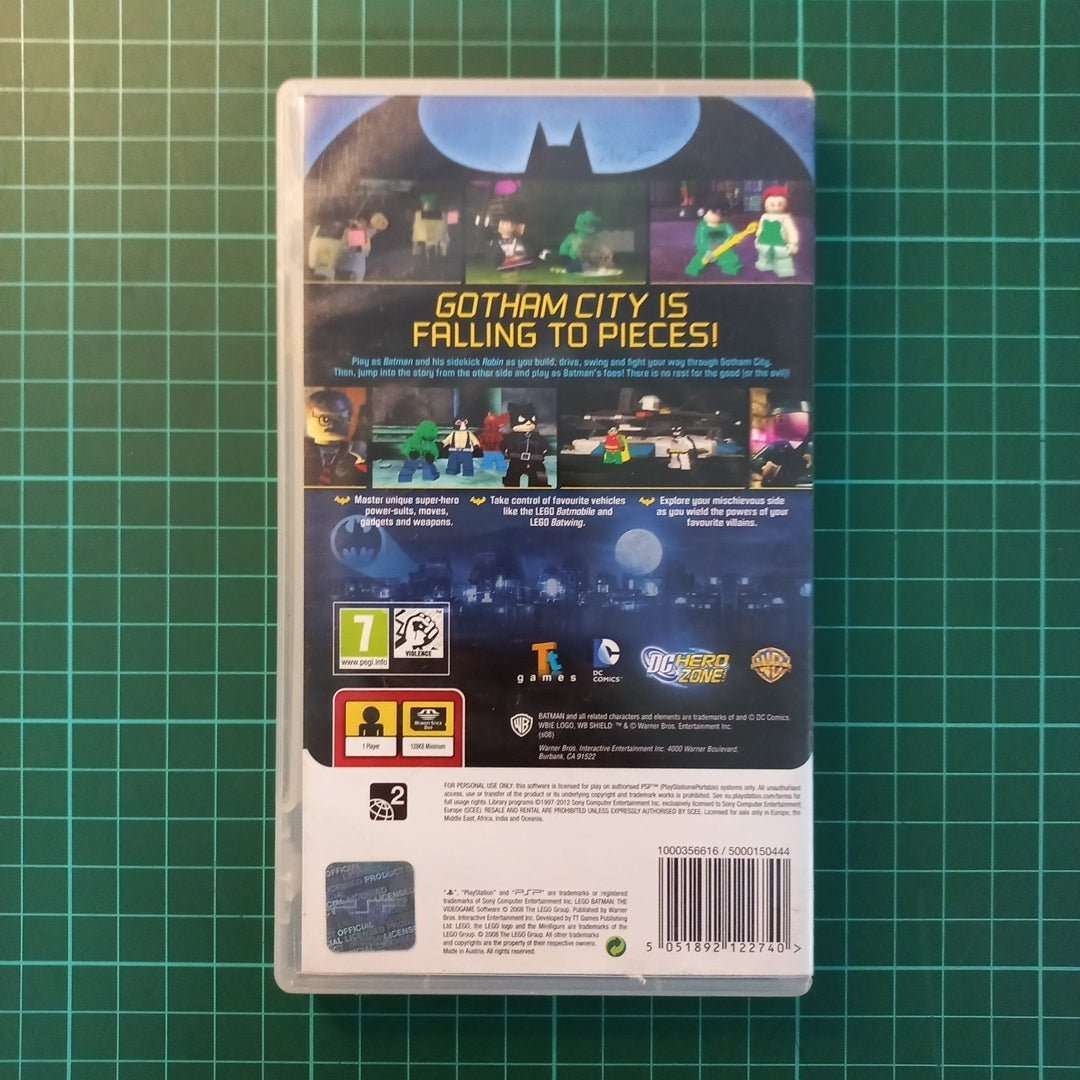 GOTHAM CITY IS
FALLING TO PIECES!
Play as Batman and his sidekick Robin as you build, drive, swing and fight your way through Gotham City.
Then, jump into the story from the other side and play as Batman's foes! There is no rest for the good (or the evil)!
Master unique super-hero
power-suits, moves,
gadgets and weapons.
Take control of favourite vehicles
like the LEGO Batmobile and
LEGO Batwing.
Explore your mischievous side
as you wield the powers of your
favourite villains.
7
www.pegi.info
VIOLENCE
Tt
games
DC
COMICS™
DC HERO
ZONE
WB
1 Player
MEMORY STICK
DUO
128KB Minimum
WB
BATMAN and all related characters and elements are trademarks of and © DC Comics.
WBIE LOGO, WB SHIELD: ™ & © Warner Bros. Entertainment Inc.
(s08)
Warner Bros. Interactive Entertainment Inc. 4000 Warner Boulevard,
Burbank, CA 91522
2
FOR PERSONAL USE ONLY: this software is licensed for play on authorised PSP™ (PlayStation®Portable) systems only. All unauthorised
access, use or transfer of the product or its underlying copyright and trademark works is prohibited. See eu.playstation.com/terms for
full usage rights. Library programs ©1997-2012 Sony Computer Entertainment Inc. exclusively licensed to Sony Computer Entertainment
Europe (SCEE). RESALE AND RENTAL ARE PROHIBITED UNLESS EXPRESSLY AUTHORISED BY SCEE. Licensed for sale only in Europe, the
Middle East, Africa, India and Oceania.
1000356616 / 5000150444
OFFICIAL
LICENSED PRODUCT
"PlayStation" and "PSP" are trademarks or registered
trademarks of Sony Computer Entertainment Inc. LEGO BATMAN: THE
VIDEOGAME Software © 2008 The LEGO Group. Published by Warner
Bros. Interactive Entertainment Inc. Developed by TT Games Publishing
Ltd. LEGO, the LEGO logo and the Minifigure are trademarks of the
LEGO Group. © 2008 The LEGO Group. All other trademarks
and copyrights are the property of their respective owners.
Made in Austria. All rights reserved.
5 051892 122740 >